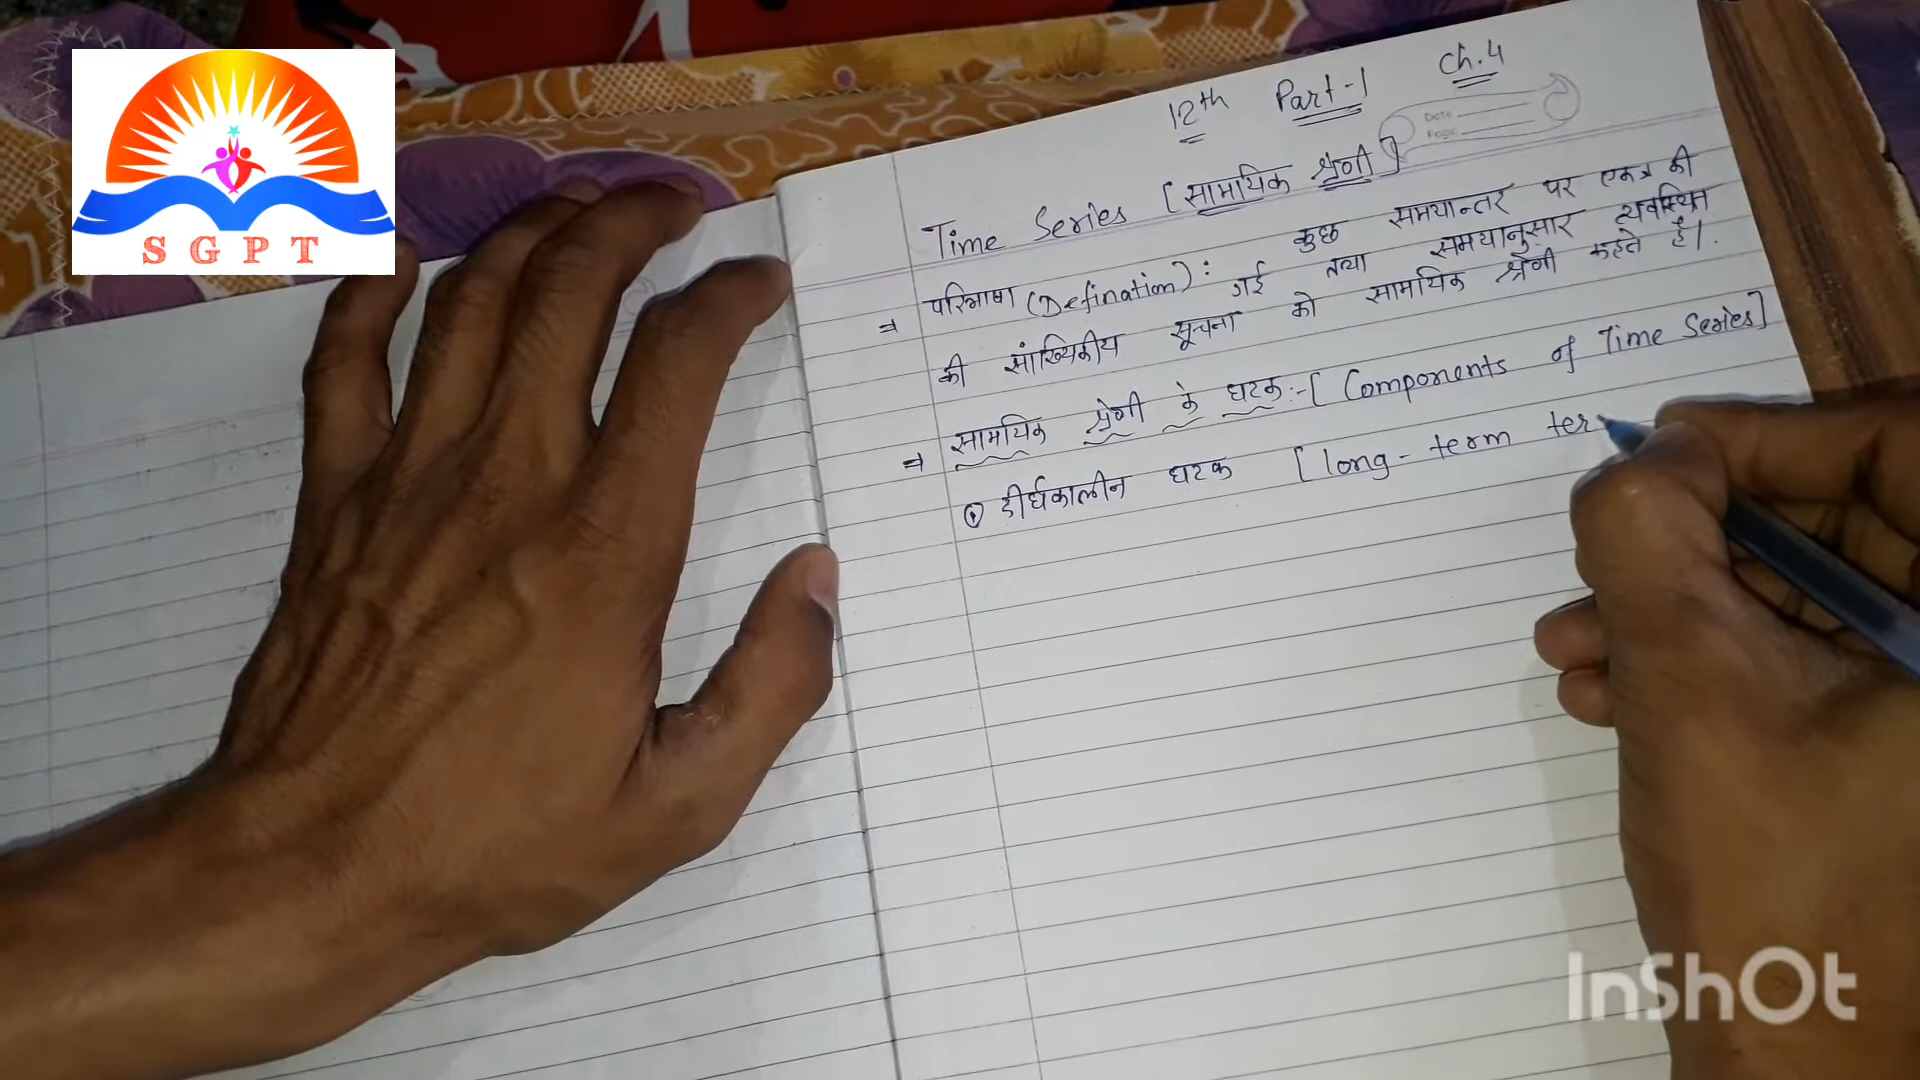 SGPT
12th Part-1 Ch.4
Date
Page
Time Series [सामयिक श्रेणी]
⇒ परिभाषा (Defination): कुछ समयान्तर पर एकत्र की
गई तथा समयानुसार व्यवस्थित
की सांख्यिकीय सूचना को सामयिक श्रेणी कहते हैं।.
⇒ सामयिक श्रेणी के घटक:-[Components of Time Series]
① दीर्घकालीन घटक [long-term ter
InShOt